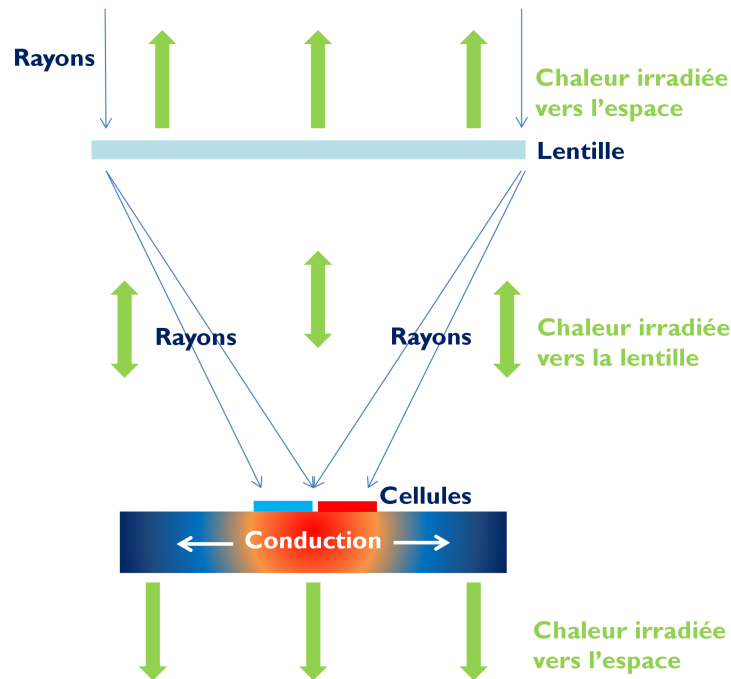 Rayons
Chaleur irradiée
vers l’espace
Lentille
Rayons
Rayons
Chaleur irradiée
vers la lentille
Cellules
Conduction
Chaleur irradiée
vers l’espace